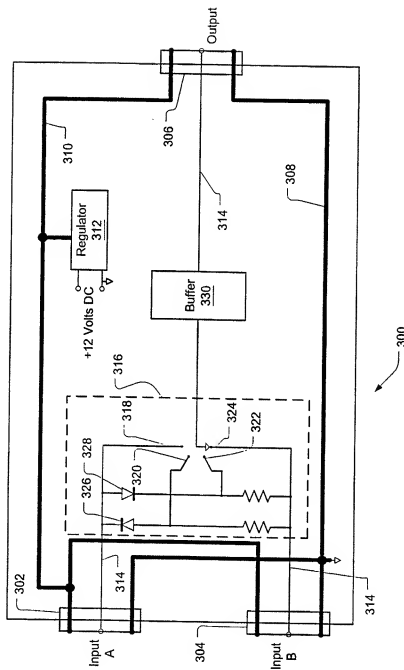 310
306
Output
Regulator
312
+12 Volts DC
314
308
Buffer
330
316
318
328
320
326
324
322
300
302
314
304
314
Input
A
Input
B